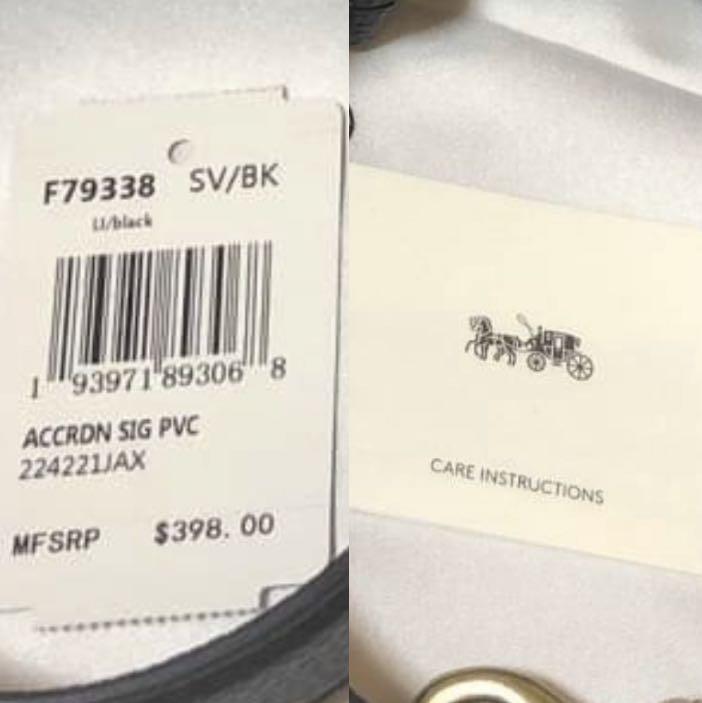 F79338 SV/BK
LI/black
1 93971 89306 8
ACCRDN SIG PVC
224221JAX
MFSRP $398.00
CARE INSTRUCTIONS